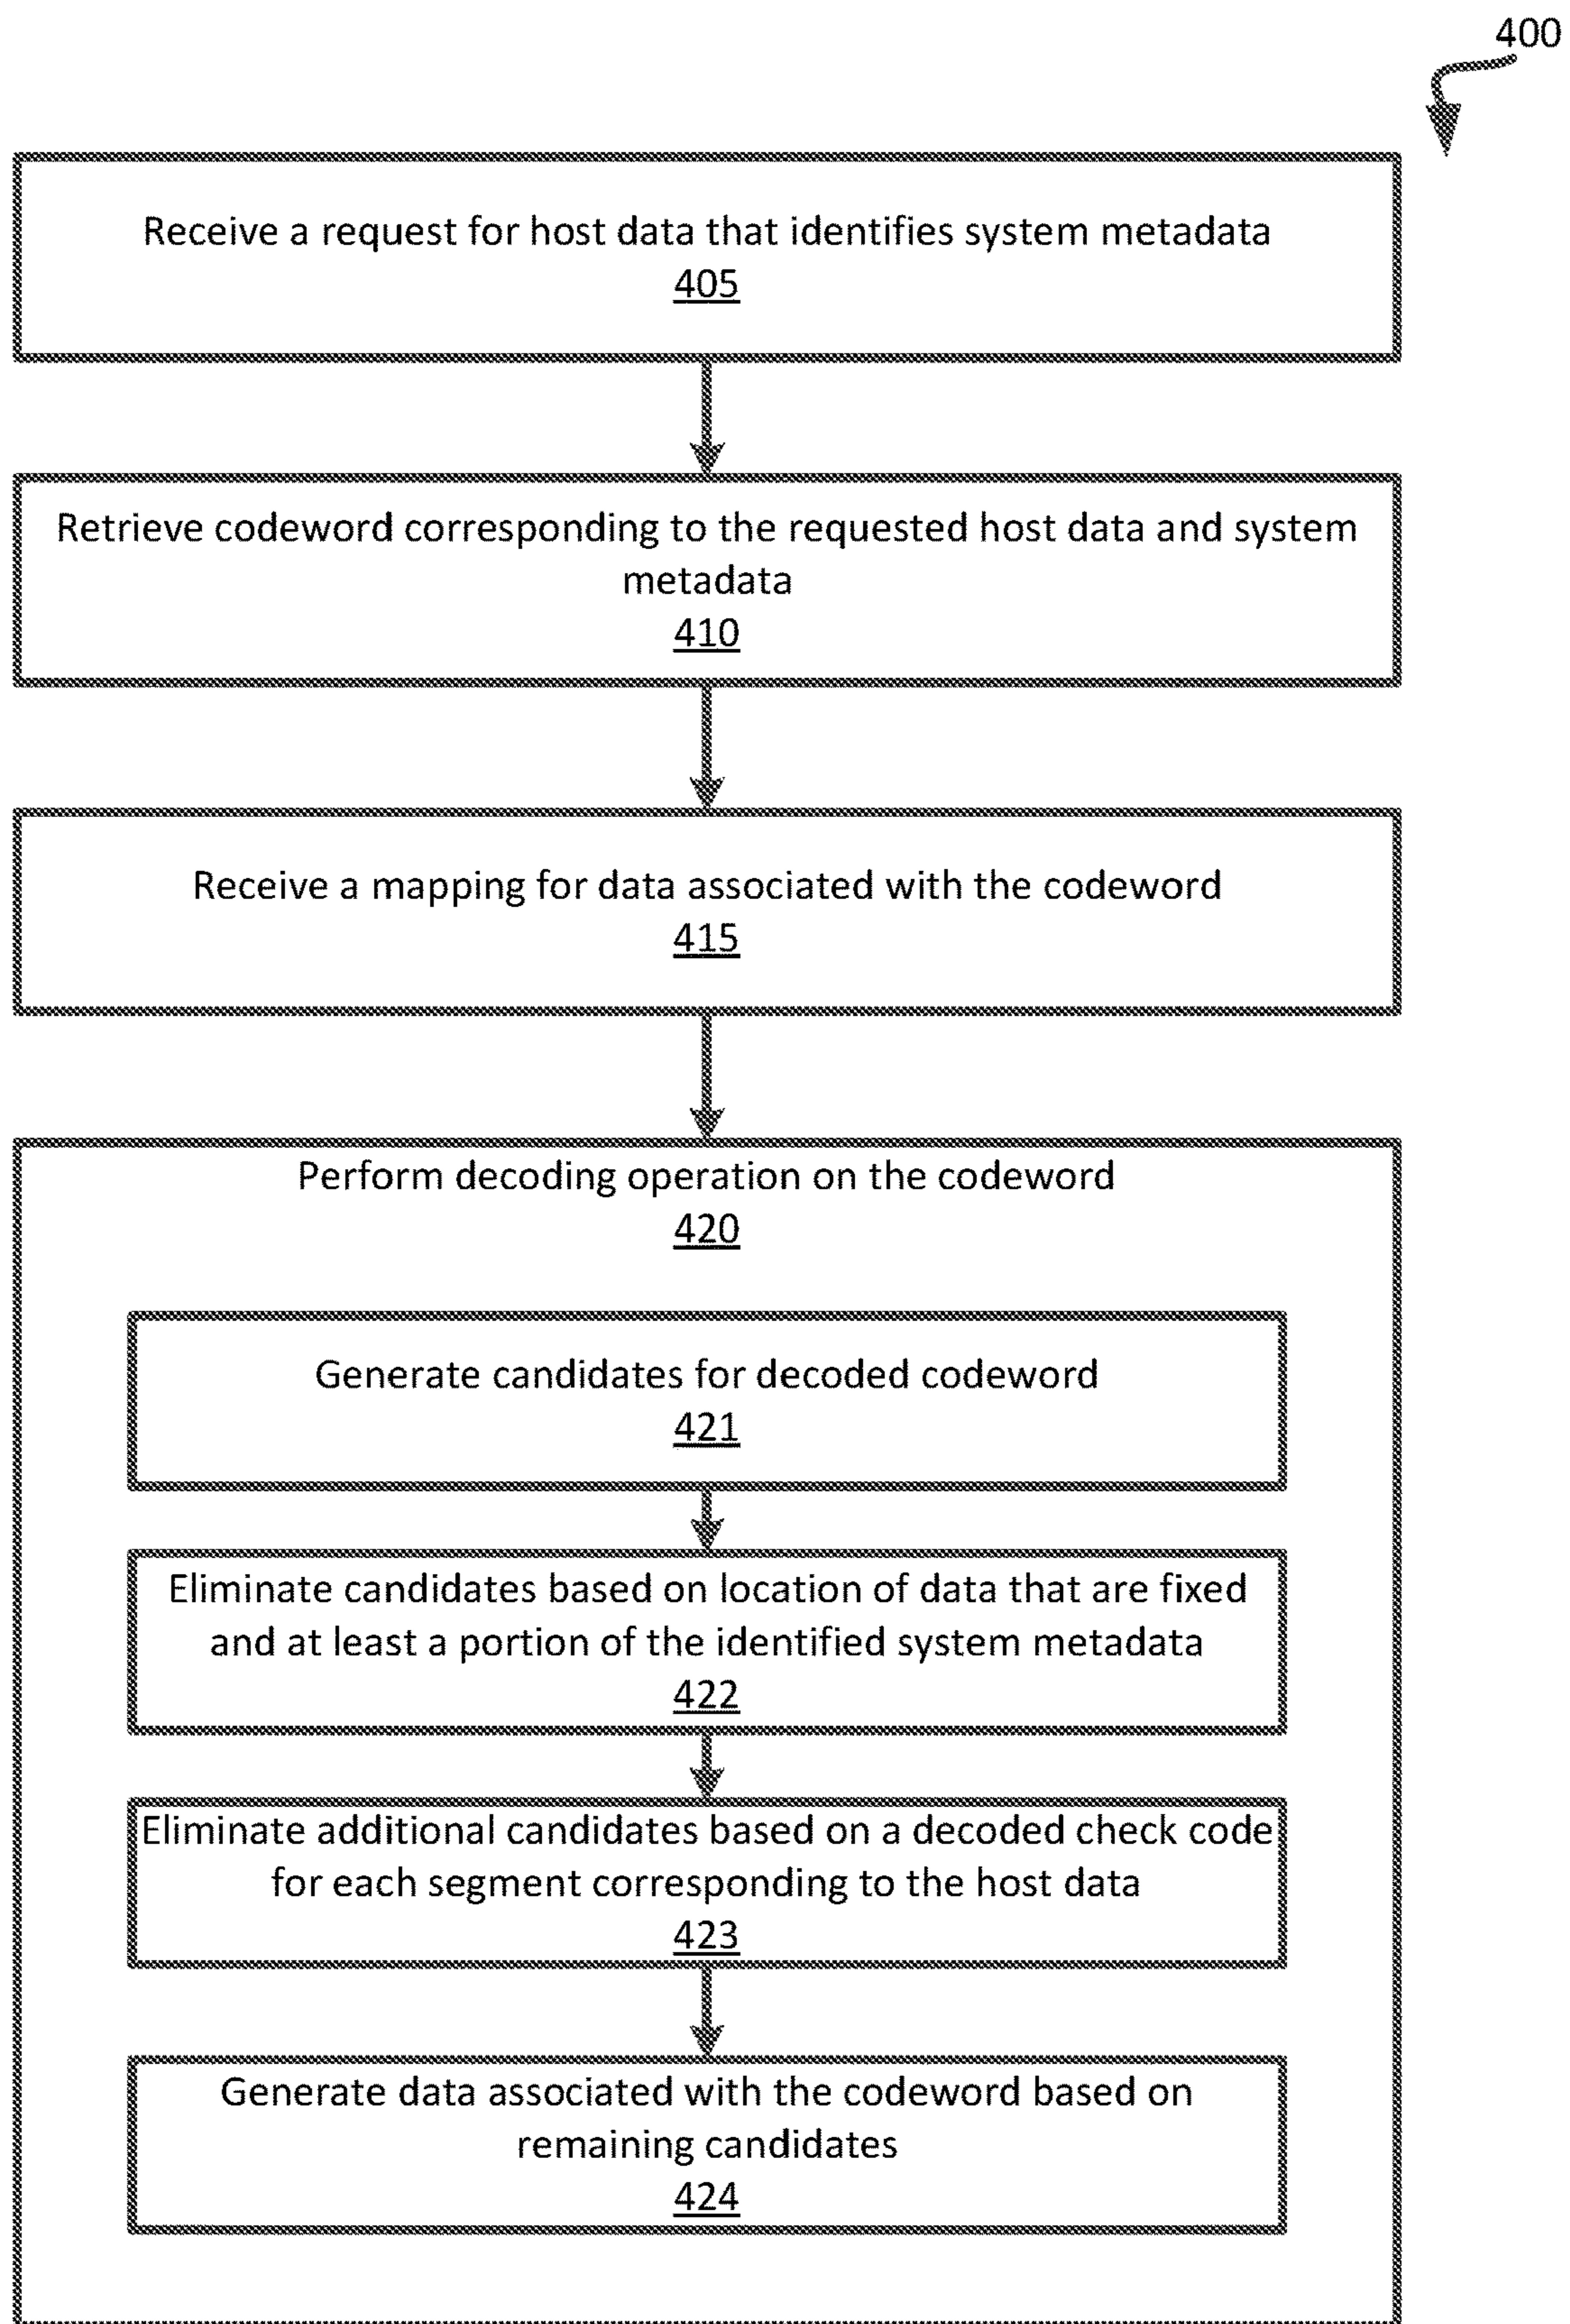 400
Receive a request for host data that identifies system metadata
405
Retrieve codeword corresponding to the requested host data and system
metadata
410
Receive a mapping for data associated with the codeword
415
Perform decoding operation on the codeword
420
Generate candidates for decoded codeword
421
Eliminate candidates based on location of data that are fixed
and at least a portion of the identified system metadata
422
Eliminate additional candidates based on a decoded check code
for each segment corresponding to the host data
423
Generate data associated with the codeword based on
remaining candidates
424